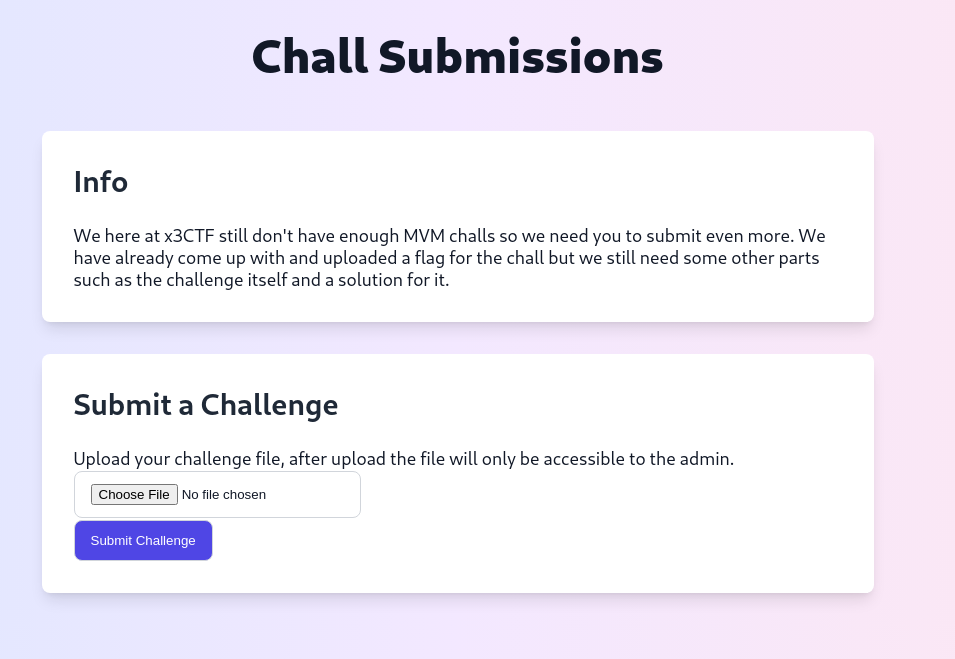 Chall Submissions
Info
We here at x3CTF still don't have enough MVM challs so we need you to submit even more. We
have already come up with and uploaded a flag for the chall but we still need some other parts
such as the challenge itself and a solution for it.
Submit a Challenge
Upload your challenge file, after upload the file will only be accessible to the admin.
Choose File No file chosen
Submit Challenge